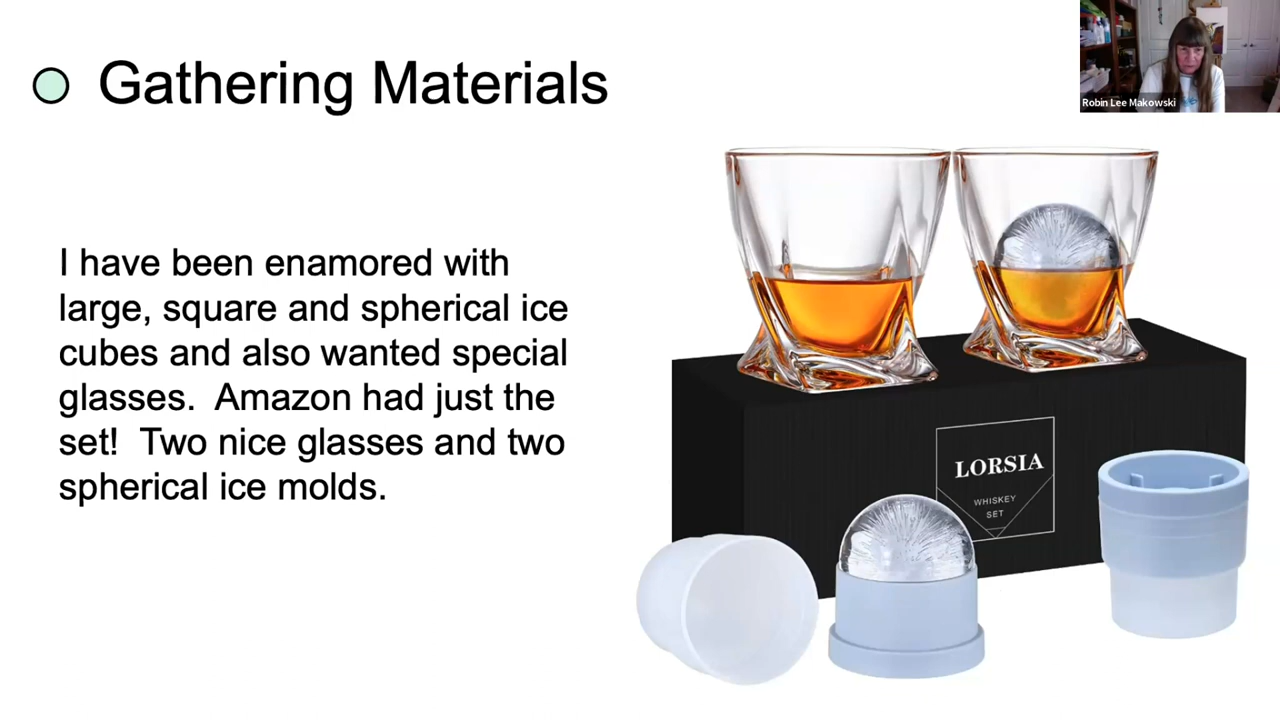 Gathering Materials
Robin Lee Makowski
I have been enamored with
large, square and spherical ice
cubes and also wanted special
glasses.  Amazon had just the
set!  Two nice glasses and two
spherical ice molds.
LORSIA
WHISKEY
SET